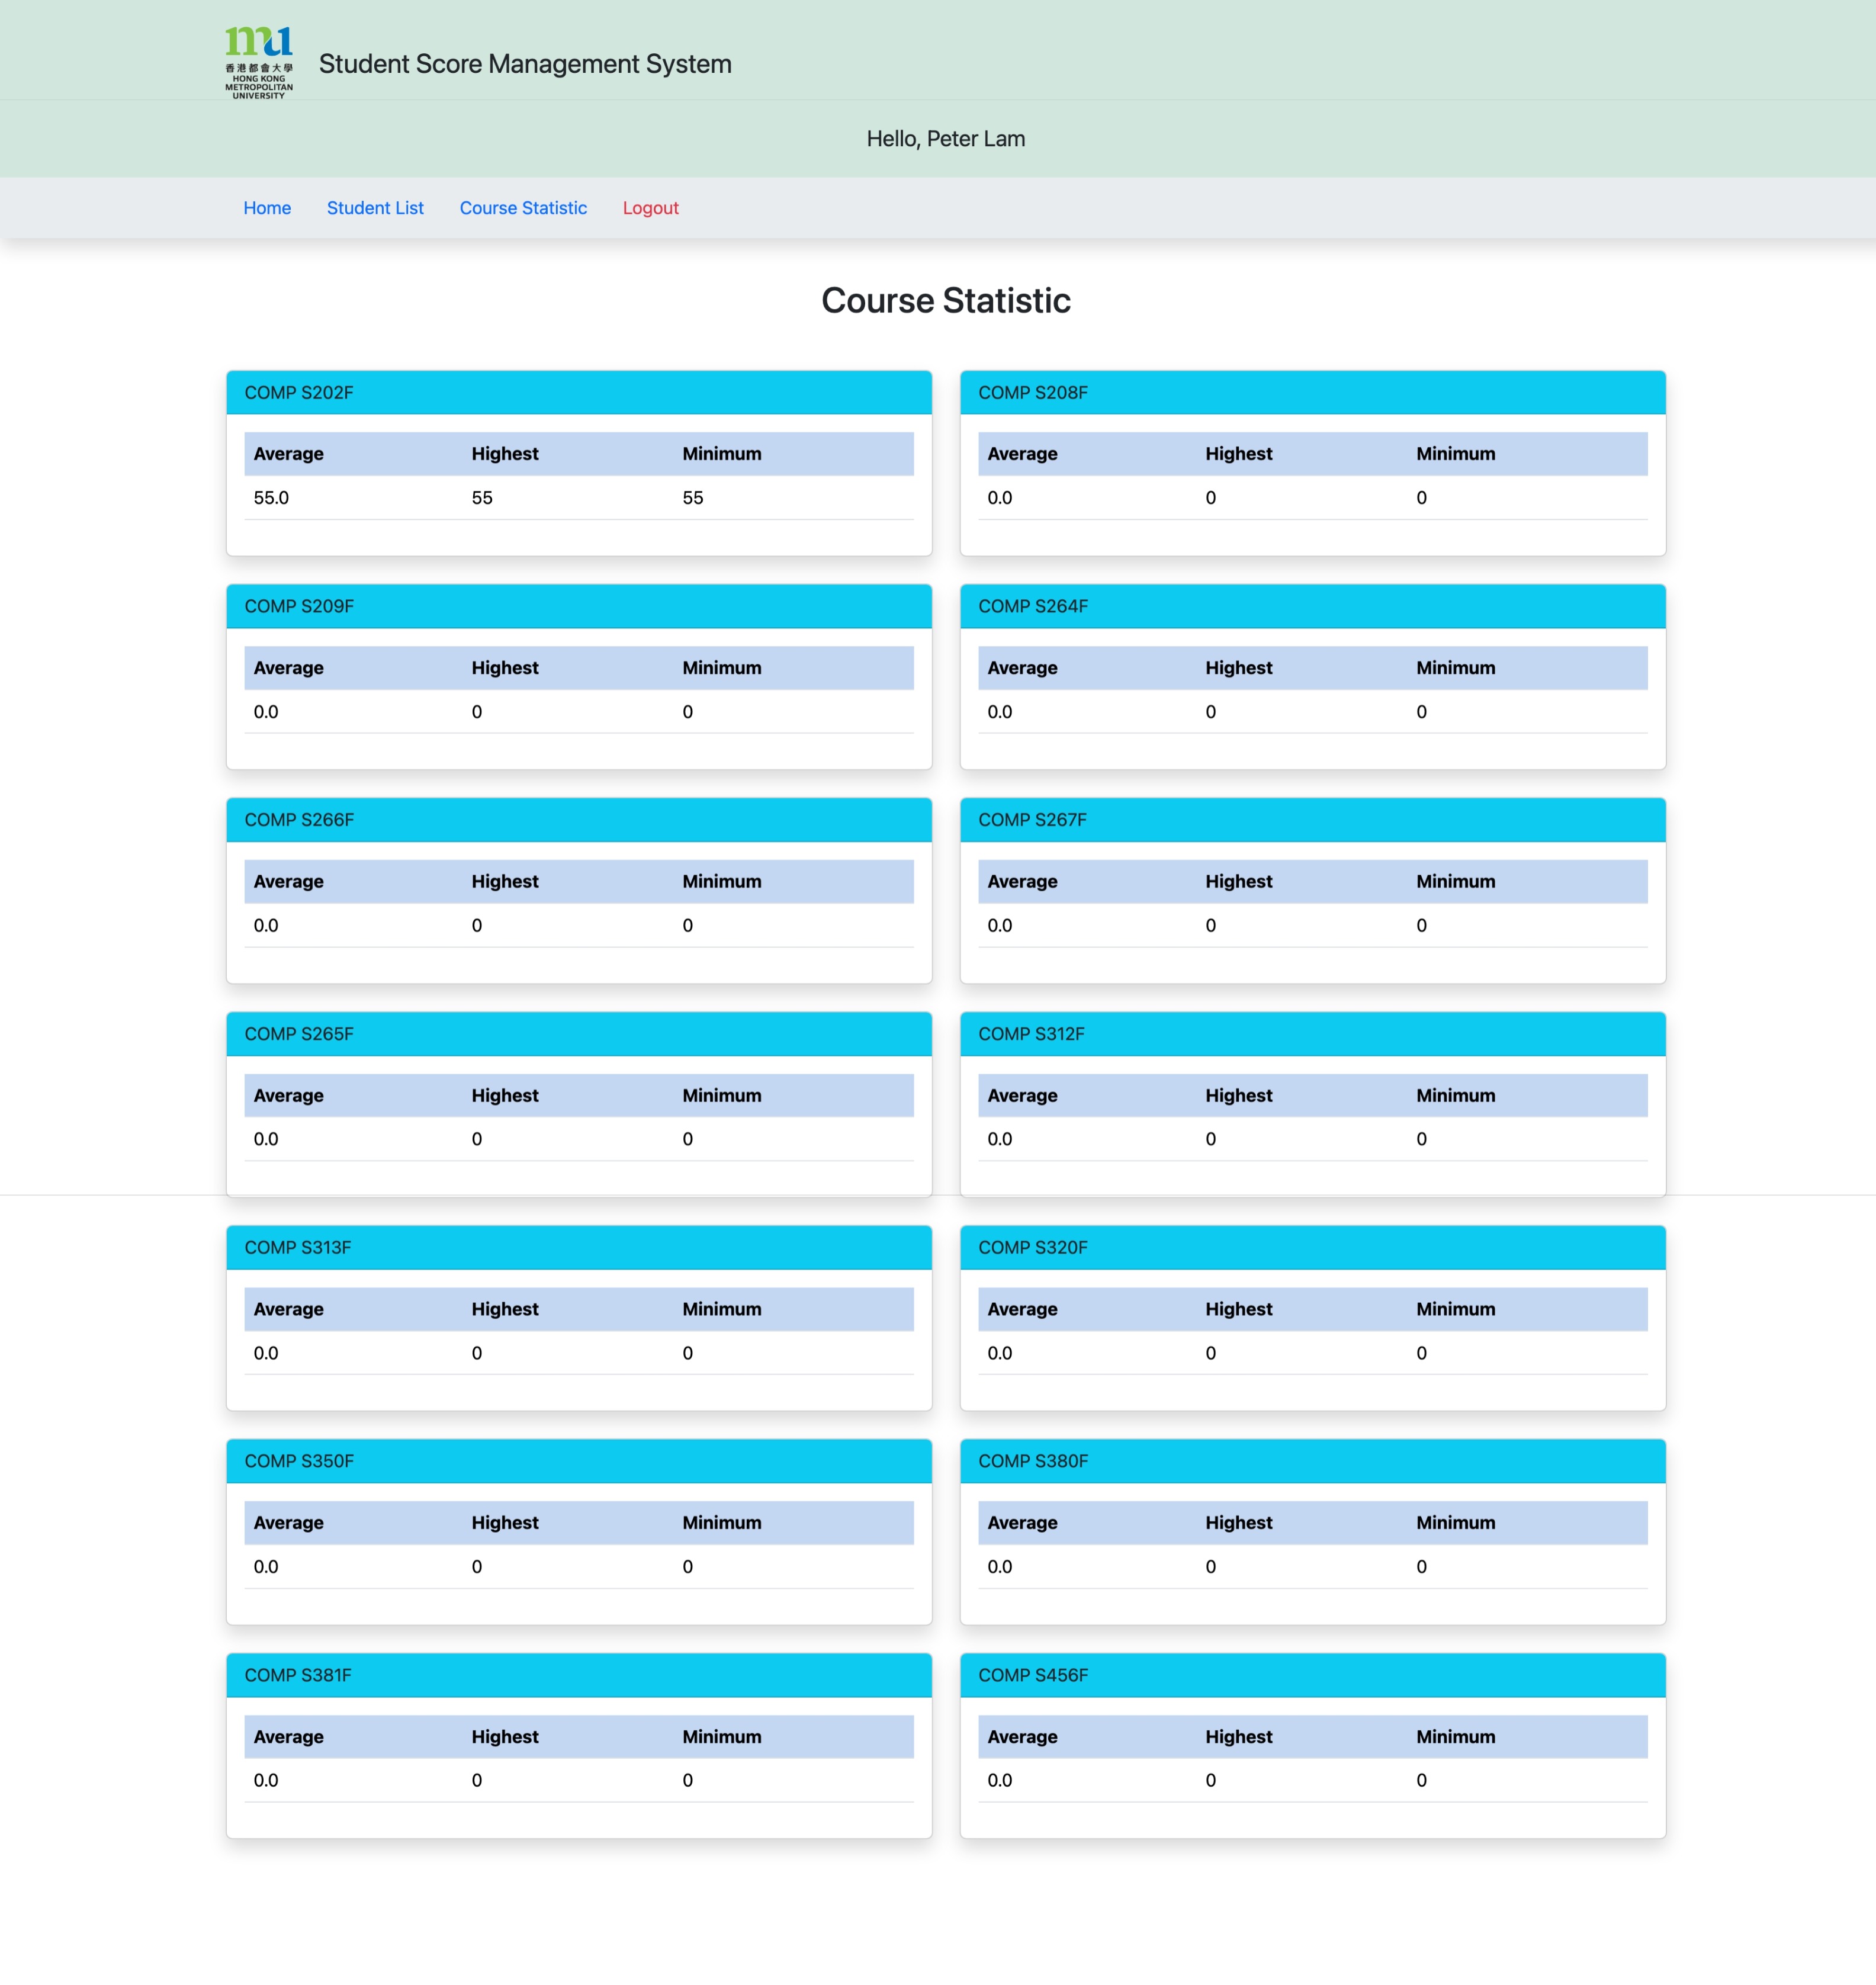 mu
香港都會大學
HONG KONG
METROPOLITAN
UNIVERSITY
Student Score Management System
Hello, Peter Lam
Home Student List Course Statistic Logout
Course Statistic
COMP S202F
Average Highest Minimum
55.0 55 55
COMP S208F
Average Highest Minimum
0.0 0 0
COMP S209F
Average Highest Minimum
0.0 0 0
COMP S264F
Average Highest Minimum
0.0 0 0
COMP S266F
Average Highest Minimum
0.0 0 0
COMP S267F
Average Highest Minimum
0.0 0 0
COMP S265F
Average Highest Minimum
0.0 0 0
COMP S312F
Average Highest Minimum
0.0 0 0
COMP S313F
Average Highest Minimum
0.0 0 0
COMP S320F
Average Highest Minimum
0.0 0 0
COMP S350F
Average Highest Minimum
0.0 0 0
COMP S380F
Average Highest Minimum
0.0 0 0
COMP S381F
Average Highest Minimum
0.0 0 0
COMP S456F
Average Highest Minimum
0.0 0 0